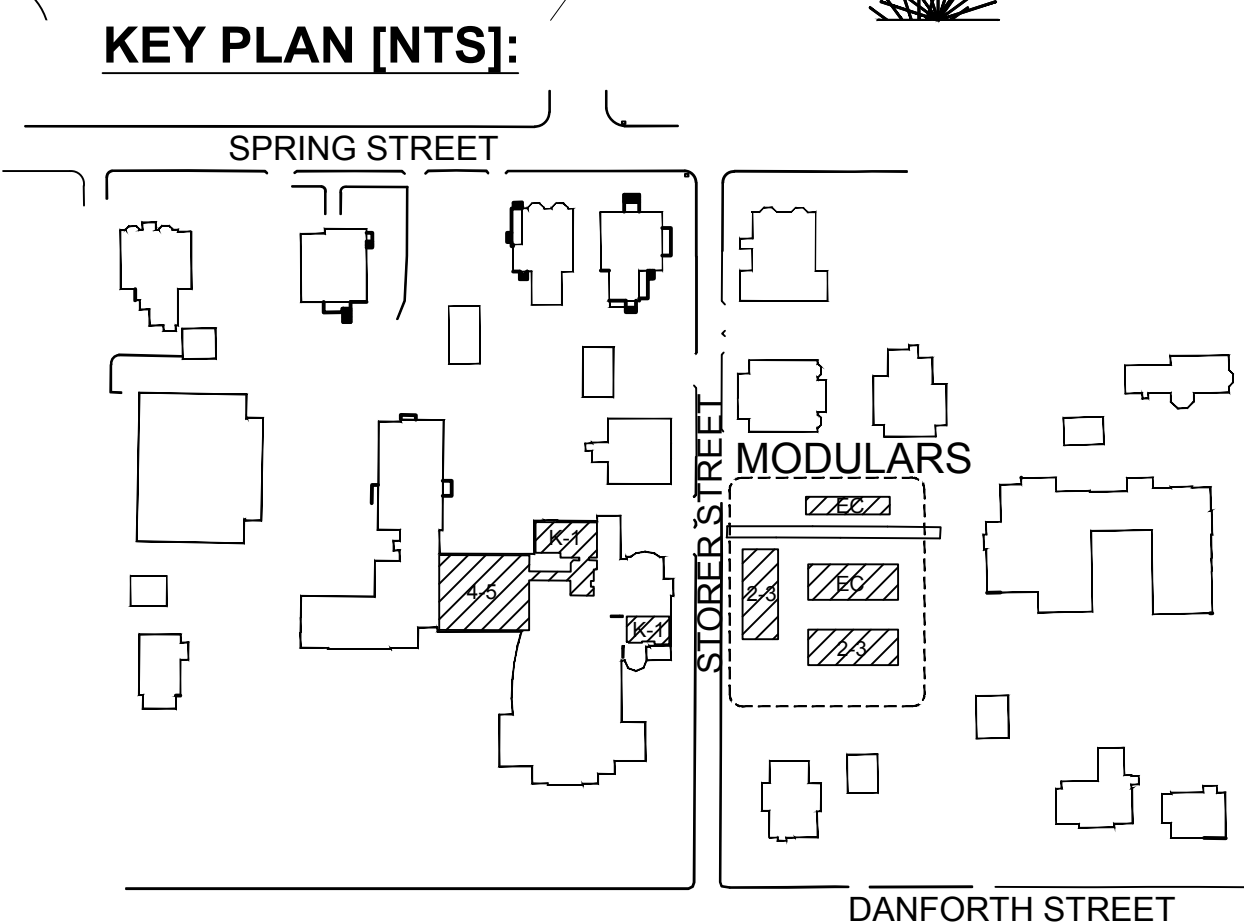 KEY PLAN [NTS]:
SPRING STREET
STORER STREET
MODULARS
EC
K-1
4-5
2-3
EC
K-1
2-3
DANFORTH STREET